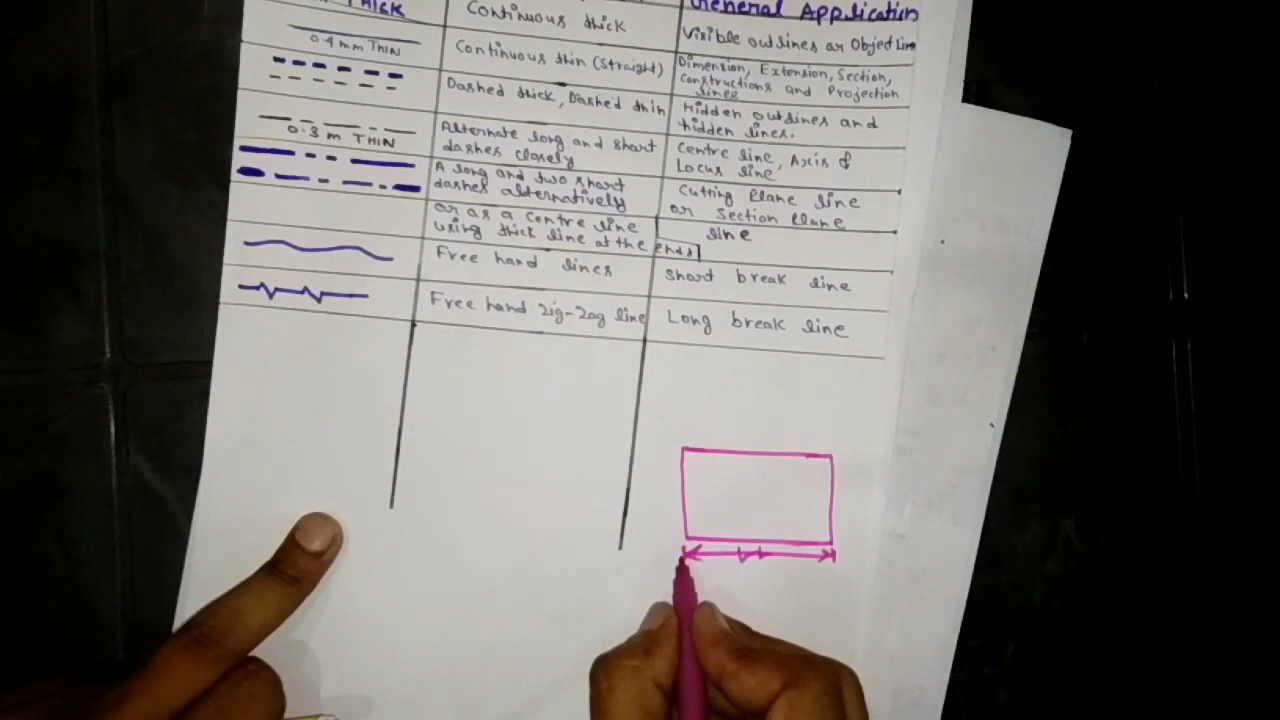 THICK
Continuous thick
General Application
Visible outlines or Object Line
0.4 mm THIN
Continuous thin (straight)
Dimension, Extension, Section,
Constructions and Projection
lines
Dashed thick, Dashed thin
Hidden outlines and
hidden lines.
0.3 m THIN
Alternate long and short
dashes closely
Centre line, Axis of
Locus line
A long and two short
dashes alternatively
Cutting Plane line
or Section Plane
line
or as a Centre line
using thick line at the ends
Free hand lines
Short break line
Free hand zig-zag line
Long break line